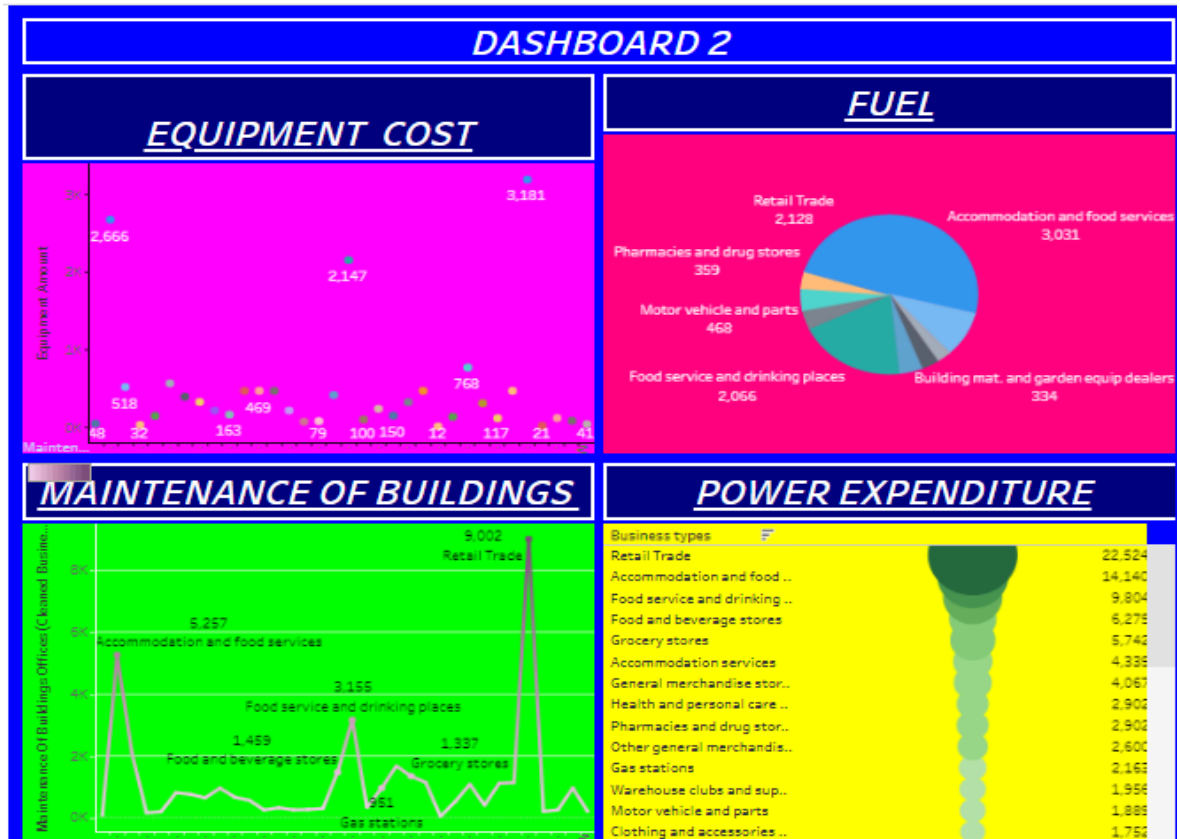 DASHBOARD 2
EQUIPMENT COST
3K
2K
1K
0K
Equipment Amount
2,666
3,181
2,147
518
768
469
48
32
163
79
100
150
12
117
21
41
Mainten...
FUEL
Retail Trade
2,128
Accommodation and food services
3,031
Pharmacies and drug stores
359
Motor vehicle and parts
468
Food service and drinking places
2,066
Building mat. and garden equip dealers
334
MAINTENANCE OF BUILDINGS
Maintenance Of Buildings Offices (Cleaned Busine...
8K
6K
4K
2K
0K
9,002
Retail Trade
5,257
Accommodation and food services
3,155
Food service and drinking places
1,459
Food and beverage stores
1,337
Grocery stores
951
Gas stations
POWER EXPENDITURE
Business types
Retail Trade 22,524
Accommodation and food .. 14,140
Food service and drinking .. 9,804
Food and beverage stores 6,275
Grocery stores 5,742
Accommodation services 4,335
General merchandise stor.. 4,067
Health and personal care .. 2,902
Pharmacies and drug stor.. 2,902
Other general merchandis.. 2,600
Gas stations 2,163
Warehouse clubs and sup.. 1,956
Motor vehicle and parts 1,889
Clothing and accessories .. 1,752